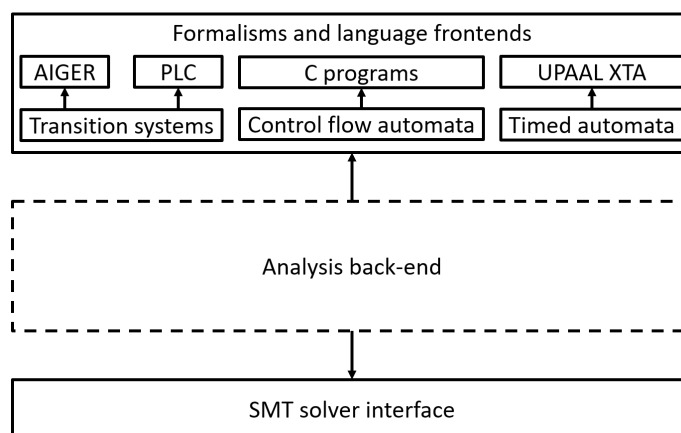 Formalisms and language frontends
AIGER
PLC
C programs
UPAAL XTA
Transition systems
Control flow automata
Timed automata
Analysis back-end
SMT solver interface